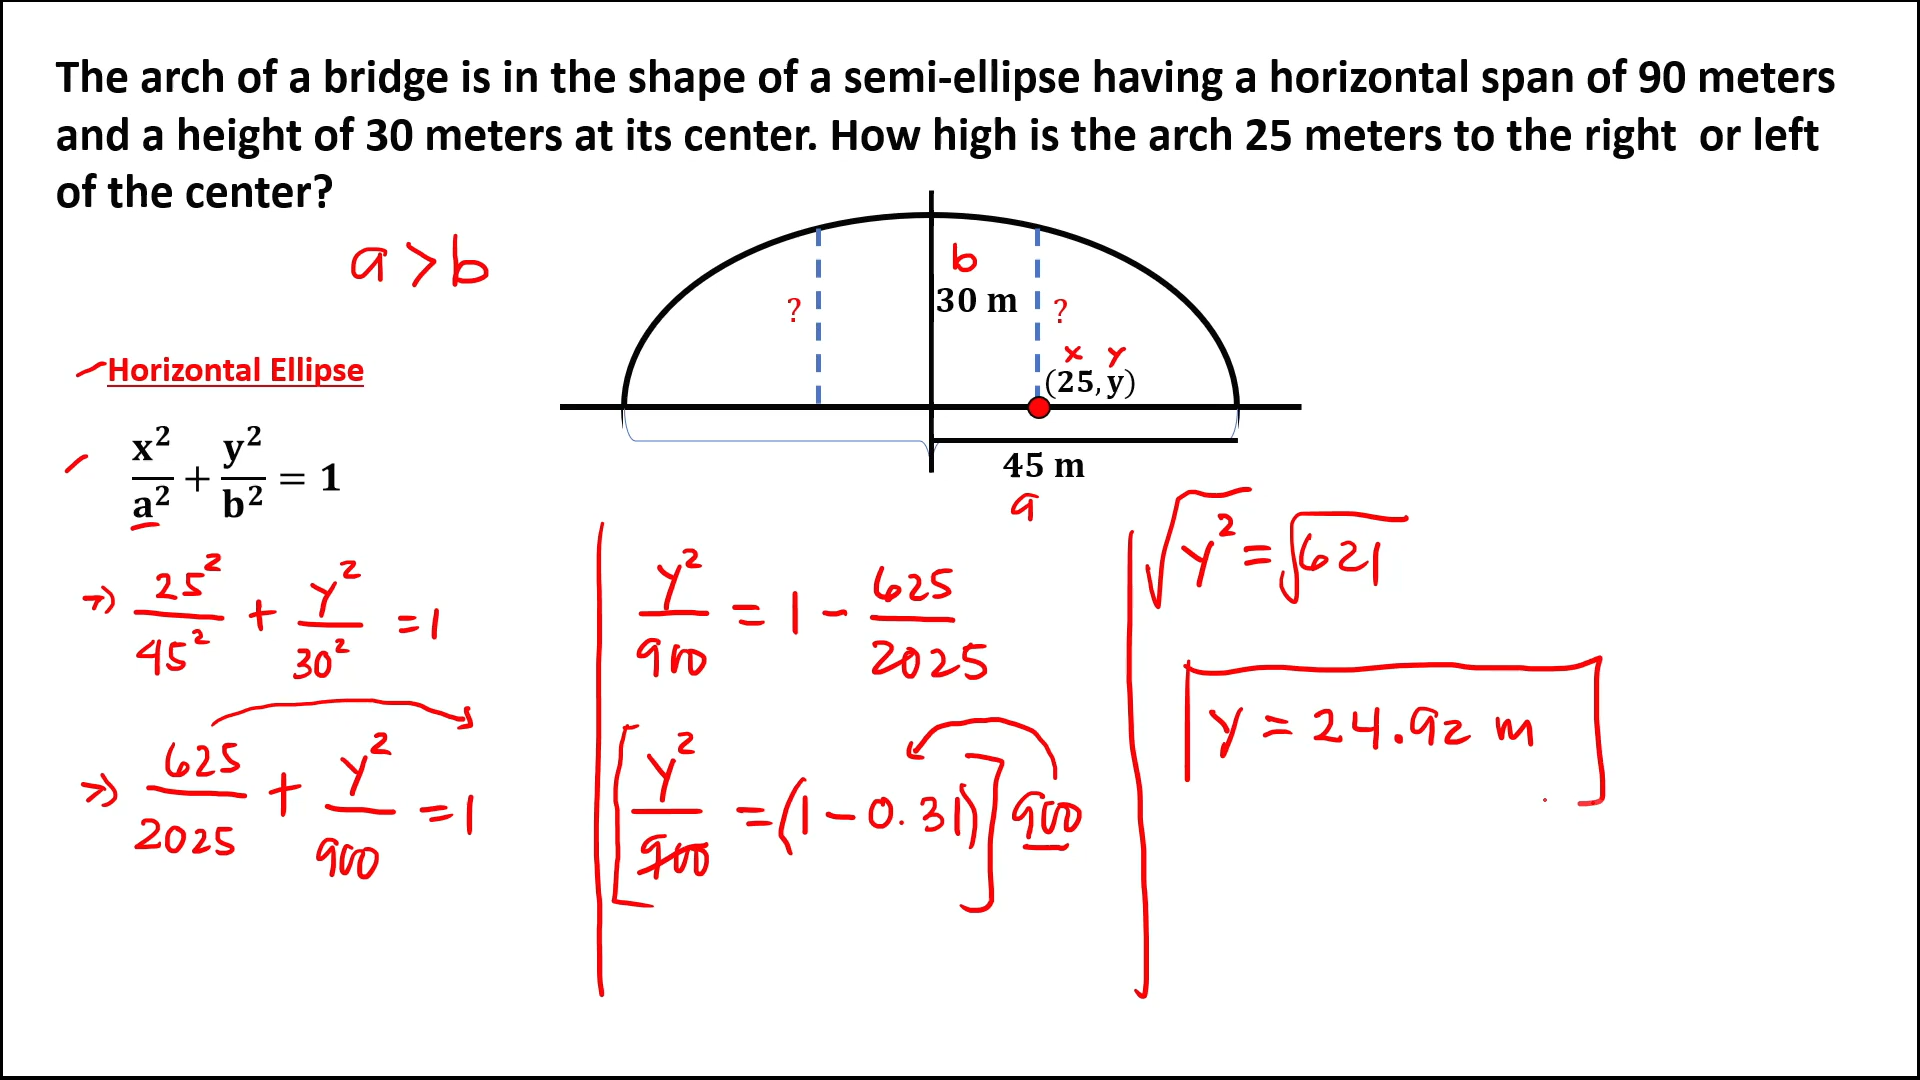 The arch of a bridge is in the shape of a semi-ellipse having a horizontal span of 90 meters
and a height of 30 meters at its center. How high is the arch 25 meters to the right or left
of the center?
a > b
Horizontal Ellipse
x²/a² + y²/b² = 1
25²/45² + y²/30² = 1
625/2025 + y²/900 = 1
b
30 m
?
?
x y
(25, y)
45 m
a
y²/900 = 1 - 625/2025
[y²/900 = (1 - 0.31)] 900
√y² = √621
y = 24.92 m